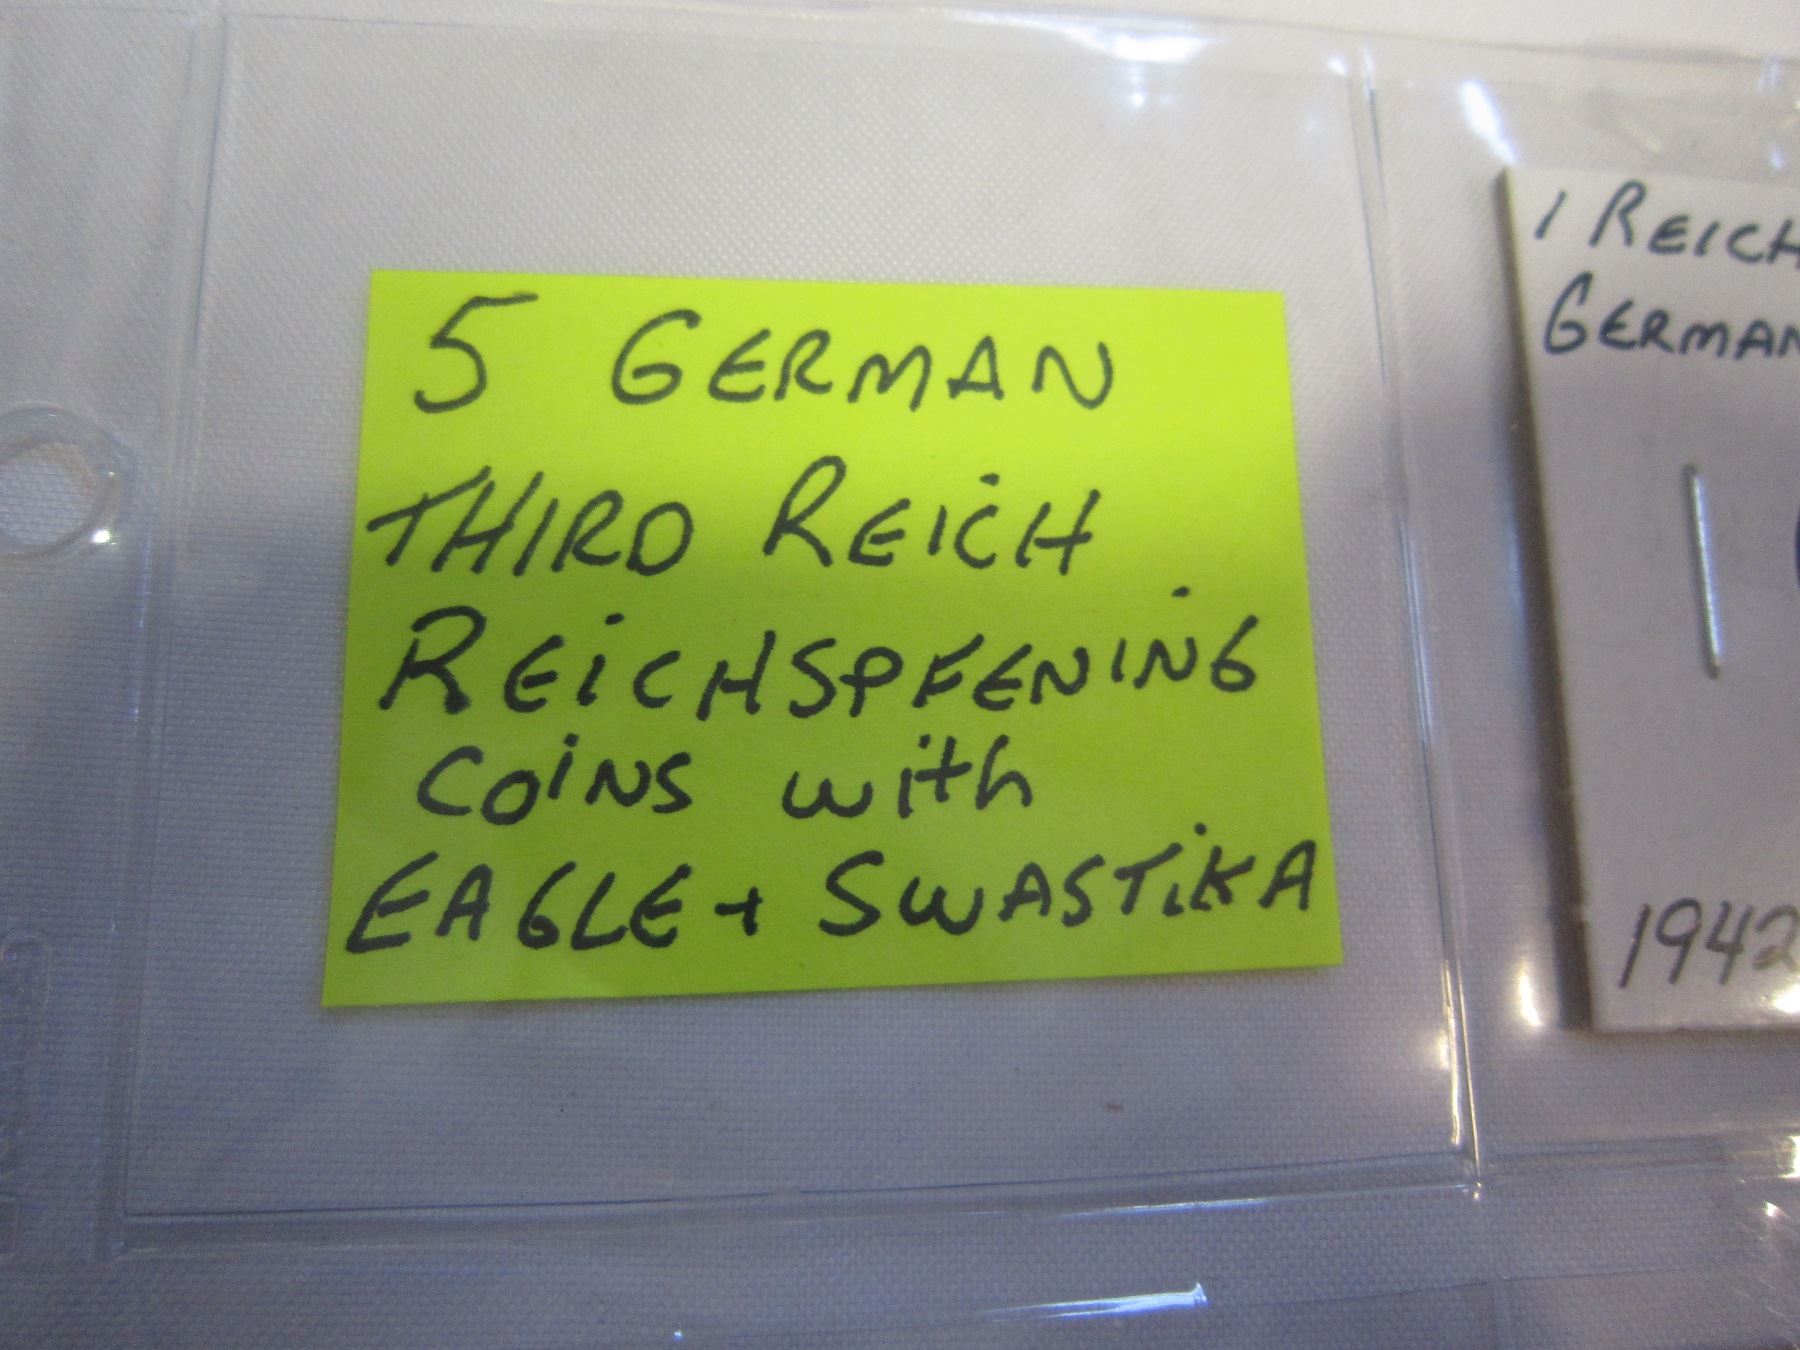 5 GERMAN
THIRD REICH
REICHSPFENING
COINS with
EAGLE + SWASTIKA
1 REICH
GERMAN
1942